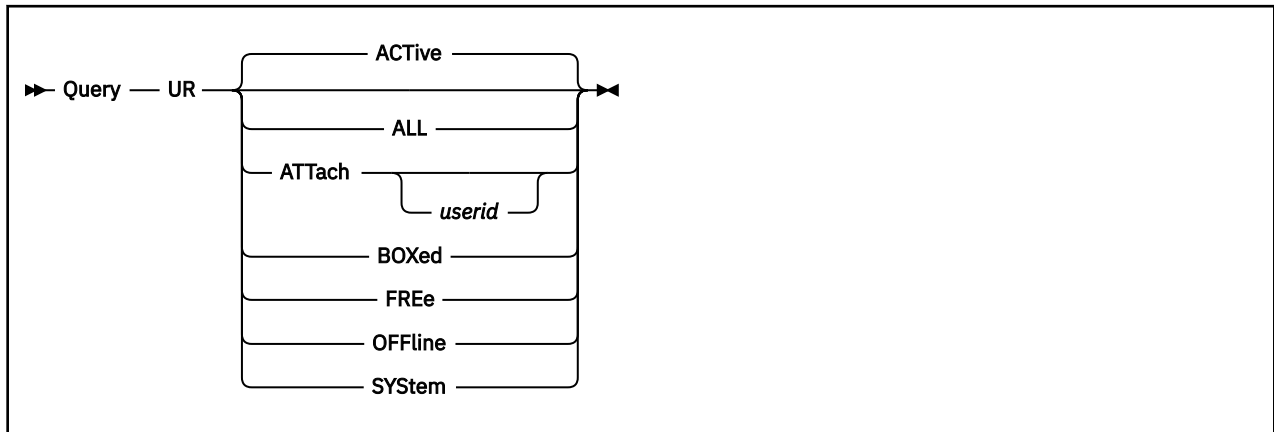 ACTive
Query UR
ALL
ATTach
userid
BOXed
FREe
OFFline
SYStem